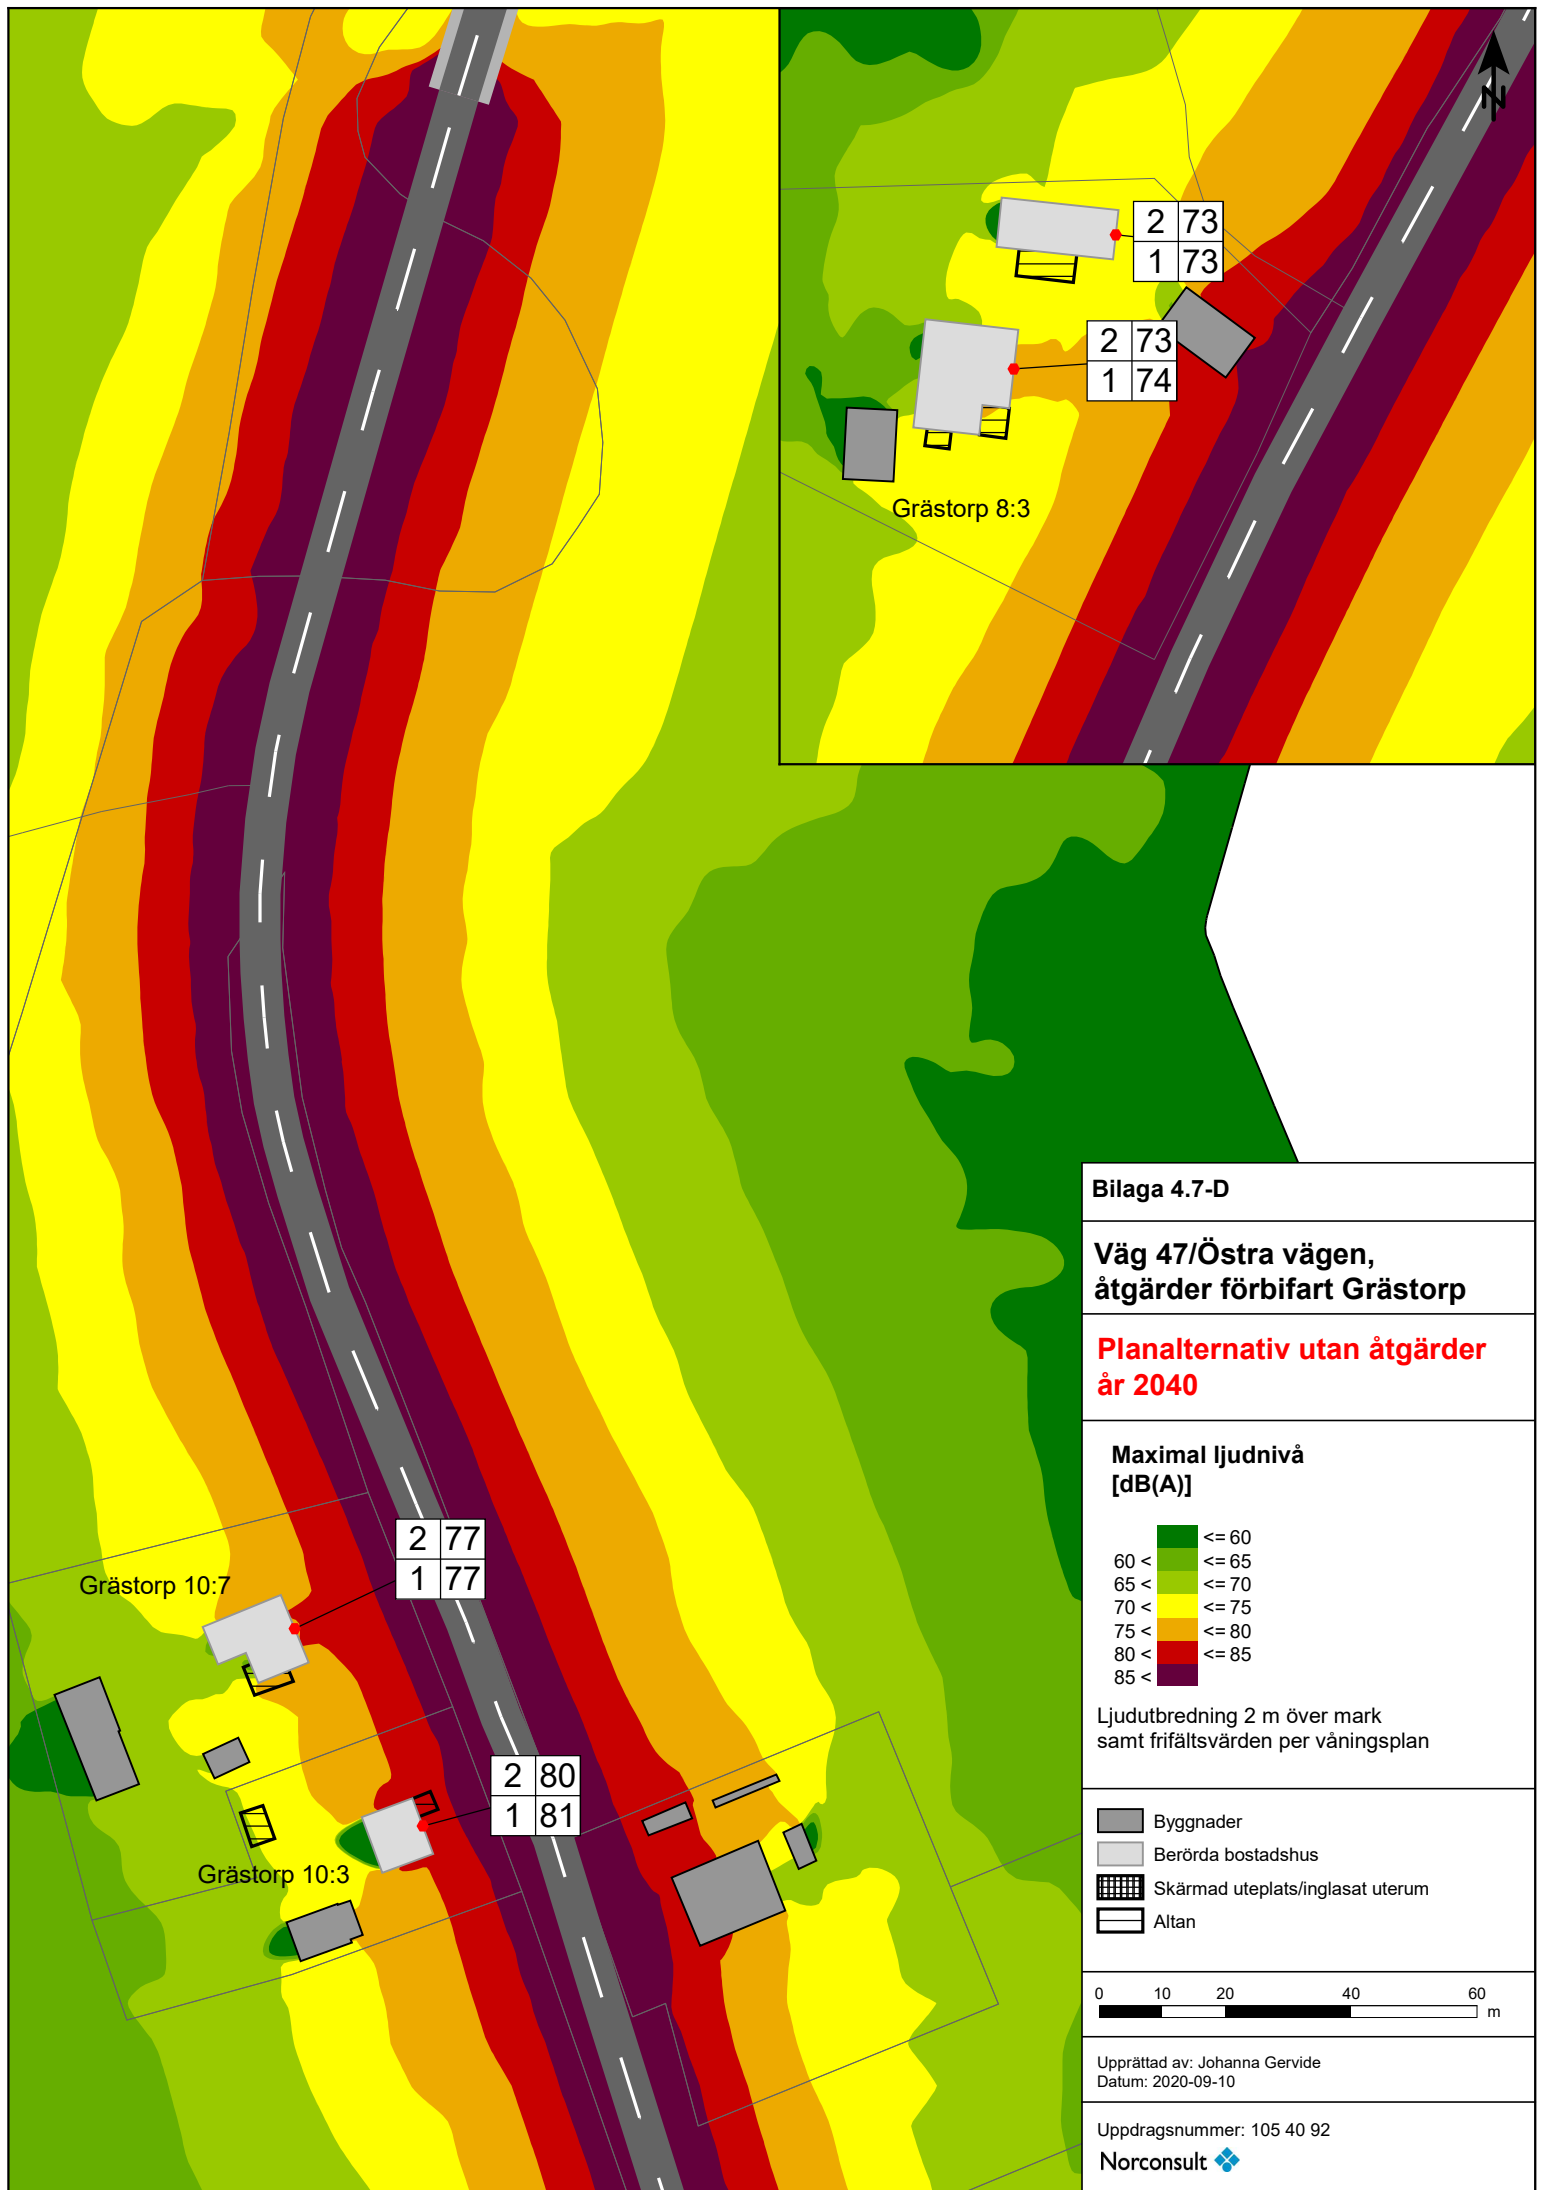 N
2 73
1 73
2 73
1 74
Grästorp 8:3
2 77
1 77
Grästorp 10:7
2 80
1 81
Grästorp 10:3
Bilaga 4.7-D
Väg 47/Östra vägen,
åtgärder förbifart Grästorp
Planalternativ utan åtgärder
år 2040
Maximal ljudnivå
[dB(A)]
<= 60
60 < <= 65
65 < <= 70
70 < <= 75
75 < <= 80
80 < <= 85
85 <
Ljudutbredning 2 m över mark
samt frifältsvärden per våningsplan
Byggnader
Berörda bostadshus
Skärmad uteplats/inglasat uterum
Altan
0 10 20 40 60
m
Upprättad av: Johanna Gervide
Datum: 2020-09-10
Uppdragsnummer: 105 40 92
Norconsult